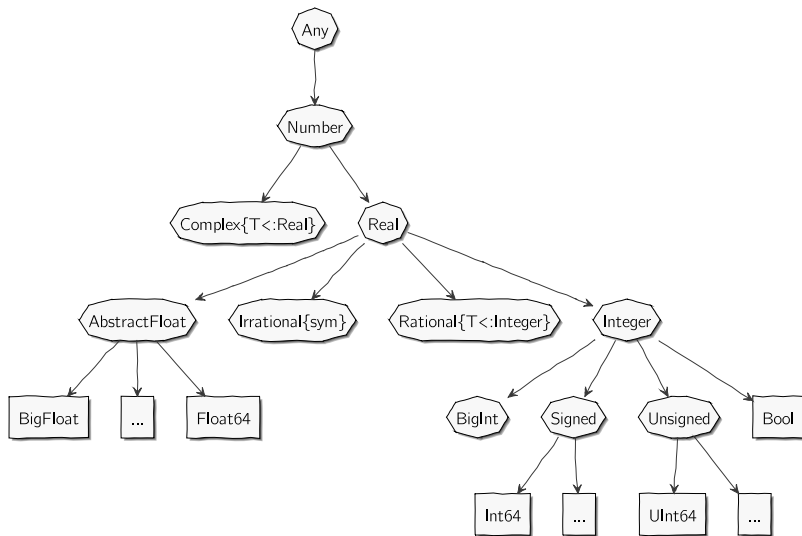 Any
Number
Complex{T<:Real}
Real
AbstractFloat
Irrational{sym}
Rational{T<:Integer}
Integer
BigFloat
...
Float64
BigInt
Signed
Unsigned
Bool
Int64
...
UInt64
...